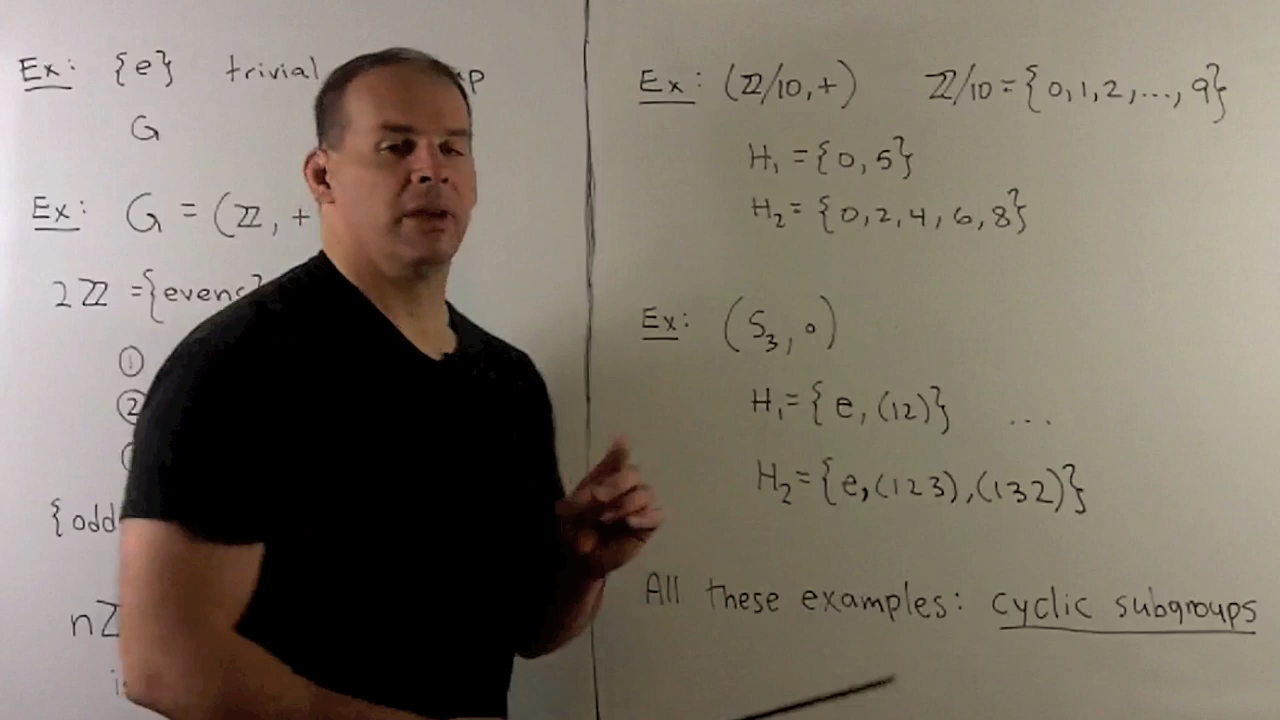 Ex: {e} trivial
G
Ex: G = (ℤ, +
2ℤ = {evens}
①
②
{odd
nℤ
Ex: (ℤ/10, +) ℤ/10 = {0, 1, 2, ..., 9}
H₁ = {0, 5}
H₂ = {0, 2, 4, 6, 8}
Ex: (S₃, ∘)
H₁ = {e, (12)} ...
H₂ = {e, (123), (132)}
All these examples: cyclic subgroups